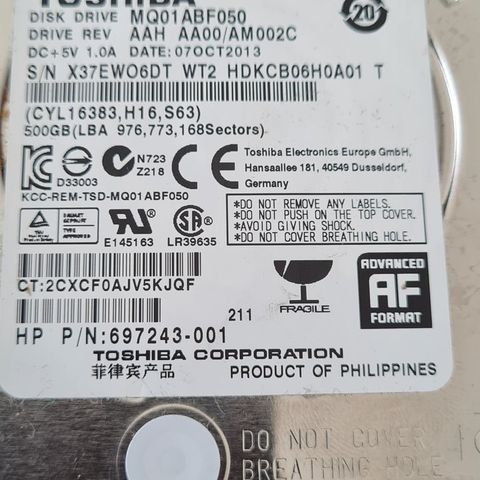 TOSHIBA
20
DISK DRIVE MQ01ABF050
DRIVE REV AAH AA00/AM002C
DC+5V 1.0A DATE:07OCT2013
S/N X37EWO6DT WT2 HDKCB06H0A01 T
(CYL16383,H16,S63)
500GB(LBA 976,773,168Sectors)
D33003
N723
Z218
CE
Toshiba Electronics Europe GmbH,
Hansaallee 181, 40549 Dusseldorf,
Germany
KCC-REM-TSD-MQ01ABF050
*DO NOT REMOVE ANY LABELS.
*DO NOT PUSH ON THE TOP COVER.
*AVOID GIVING SHOCK.
*DO NOT COVER BREATHING HOLE.
E145163
LR39635
CT:2CXCF0AJV5KJQF
211
FRAGILE
ADVANCED
AF
FORMAT
HP P/N:697243-001
TOSHIBA CORPORATION
菲律宾产品
PRODUCT OF PHILIPPINES
DO NOT COVER
BREATHING HOLE